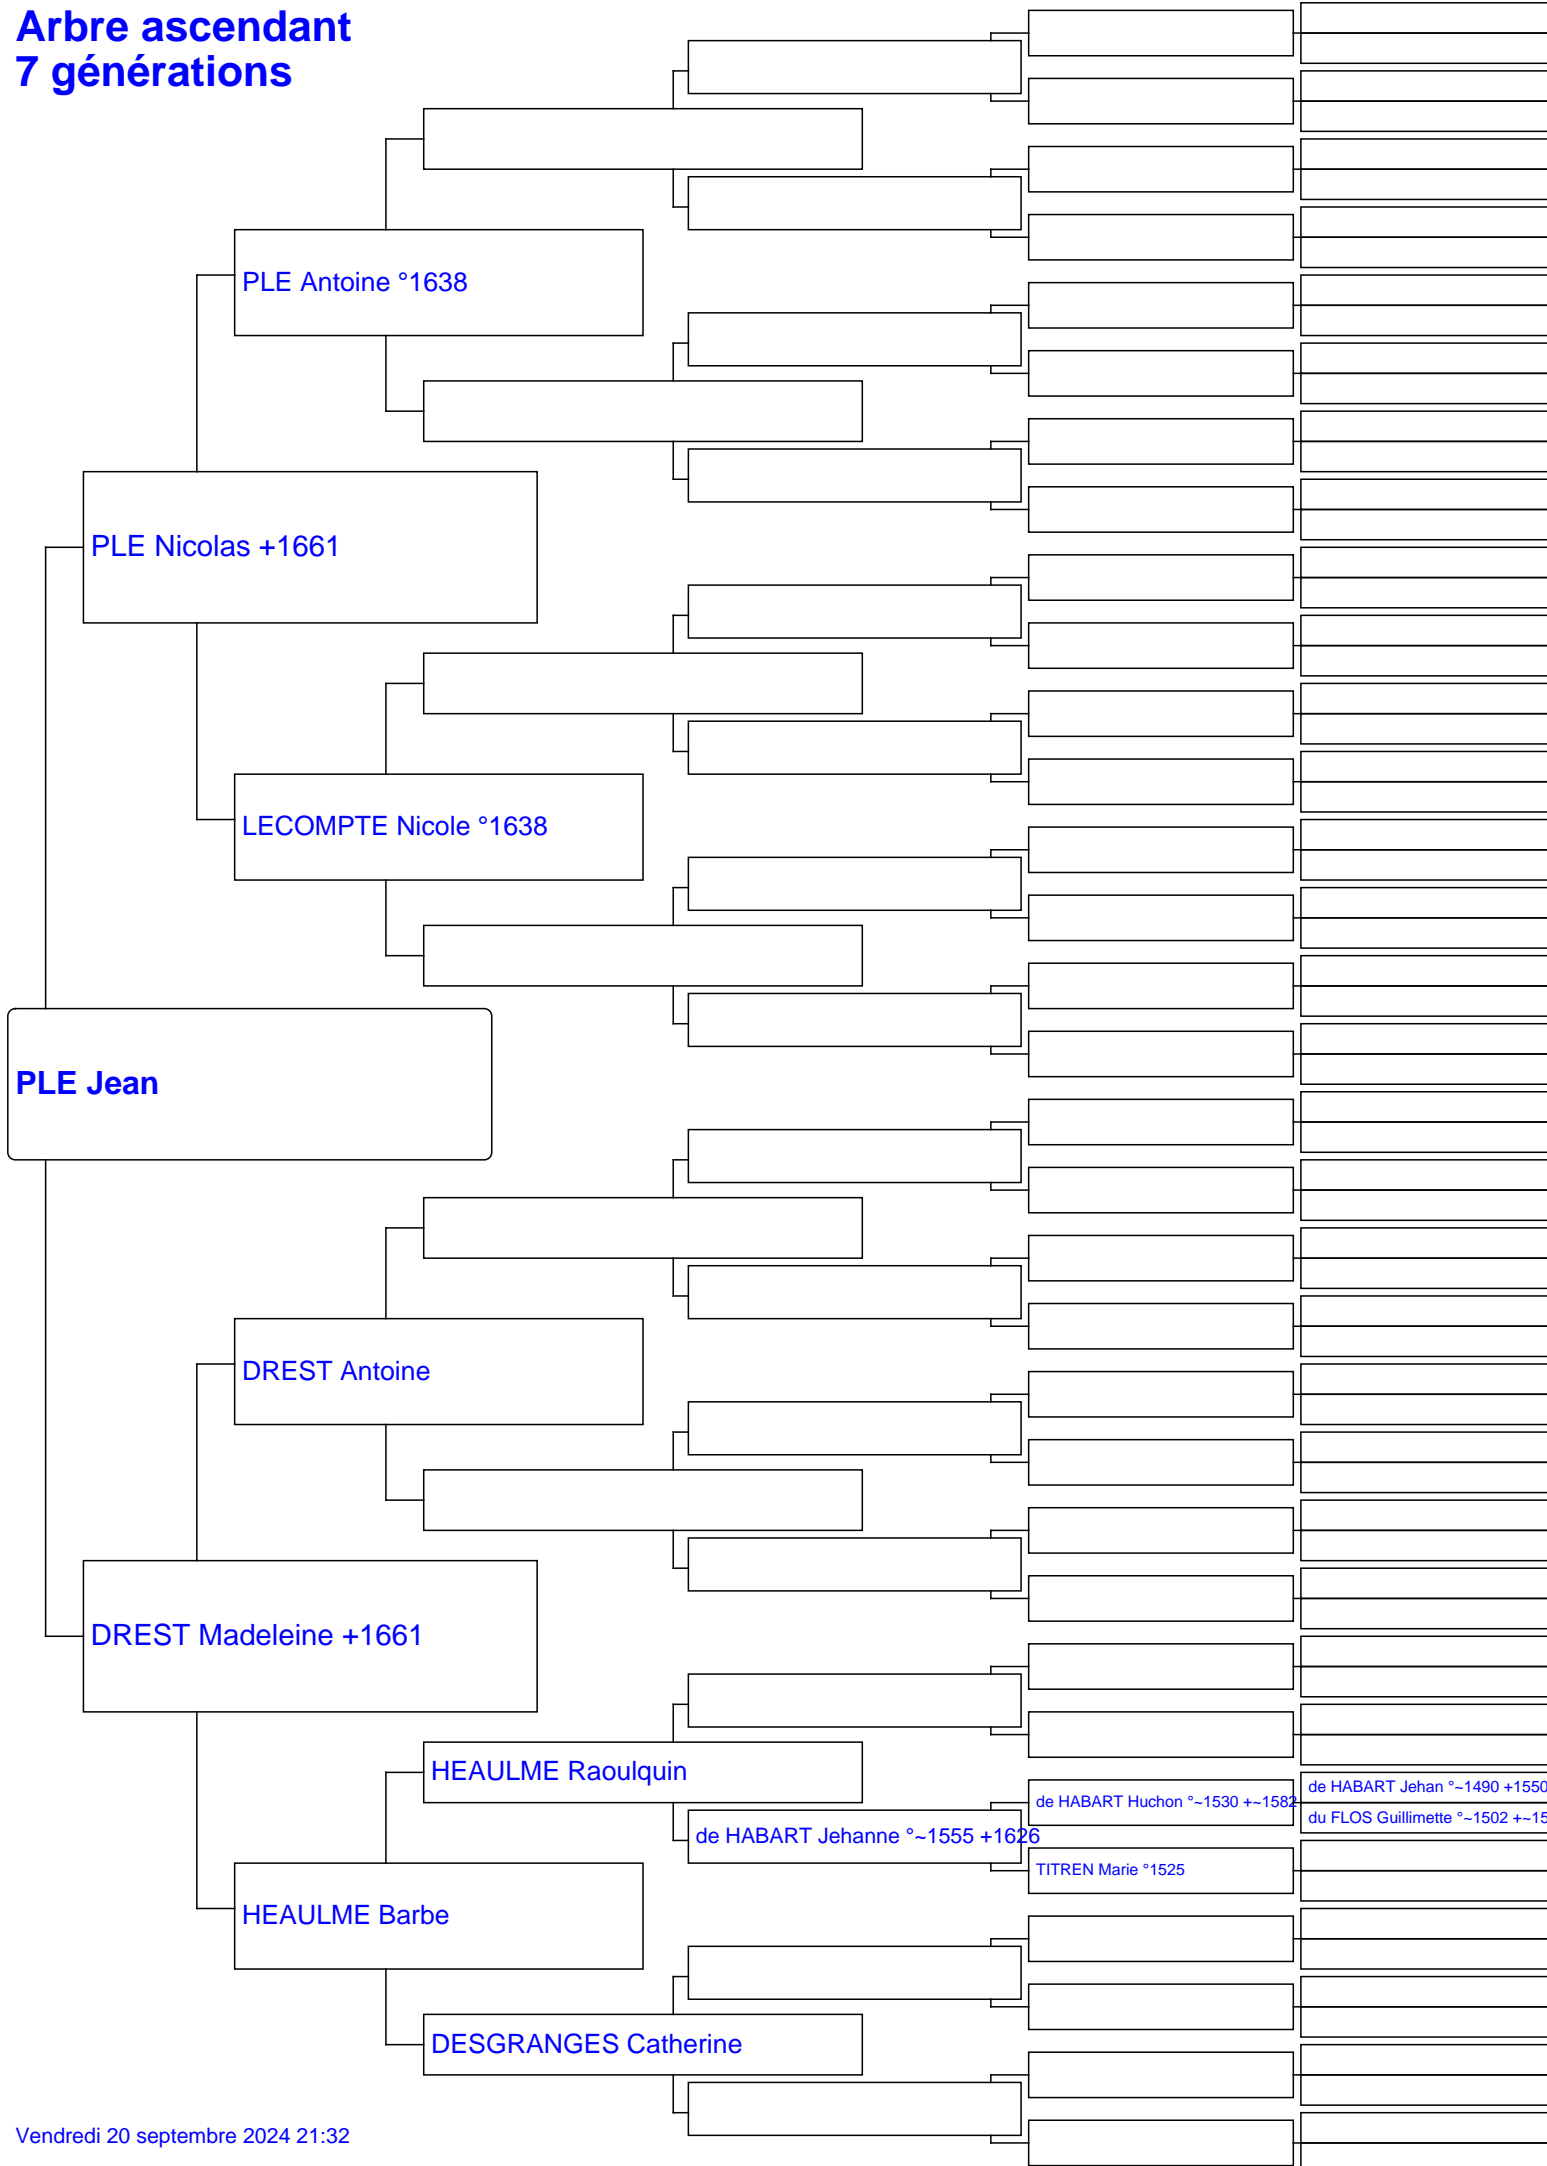 Arbre ascendant
7 générations
PLE Antoine °1638
PLE Nicolas +1661
LECOMPTE Nicole °1638
PLE Jean
DREST Antoine
DREST Madeleine +1661
HEAULME Raoulquin
de HABART Huchon °~1530 +~1582
de HABART Jehan °~1490 +1550
du FLOS Guillimette °~1502 +~15
de HABART Jehanne °~1555 +1626
TITREN Marie °1525
HEAULME Barbe
DESGRANGES Catherine
Vendredi 20 septembre 2024 21:32